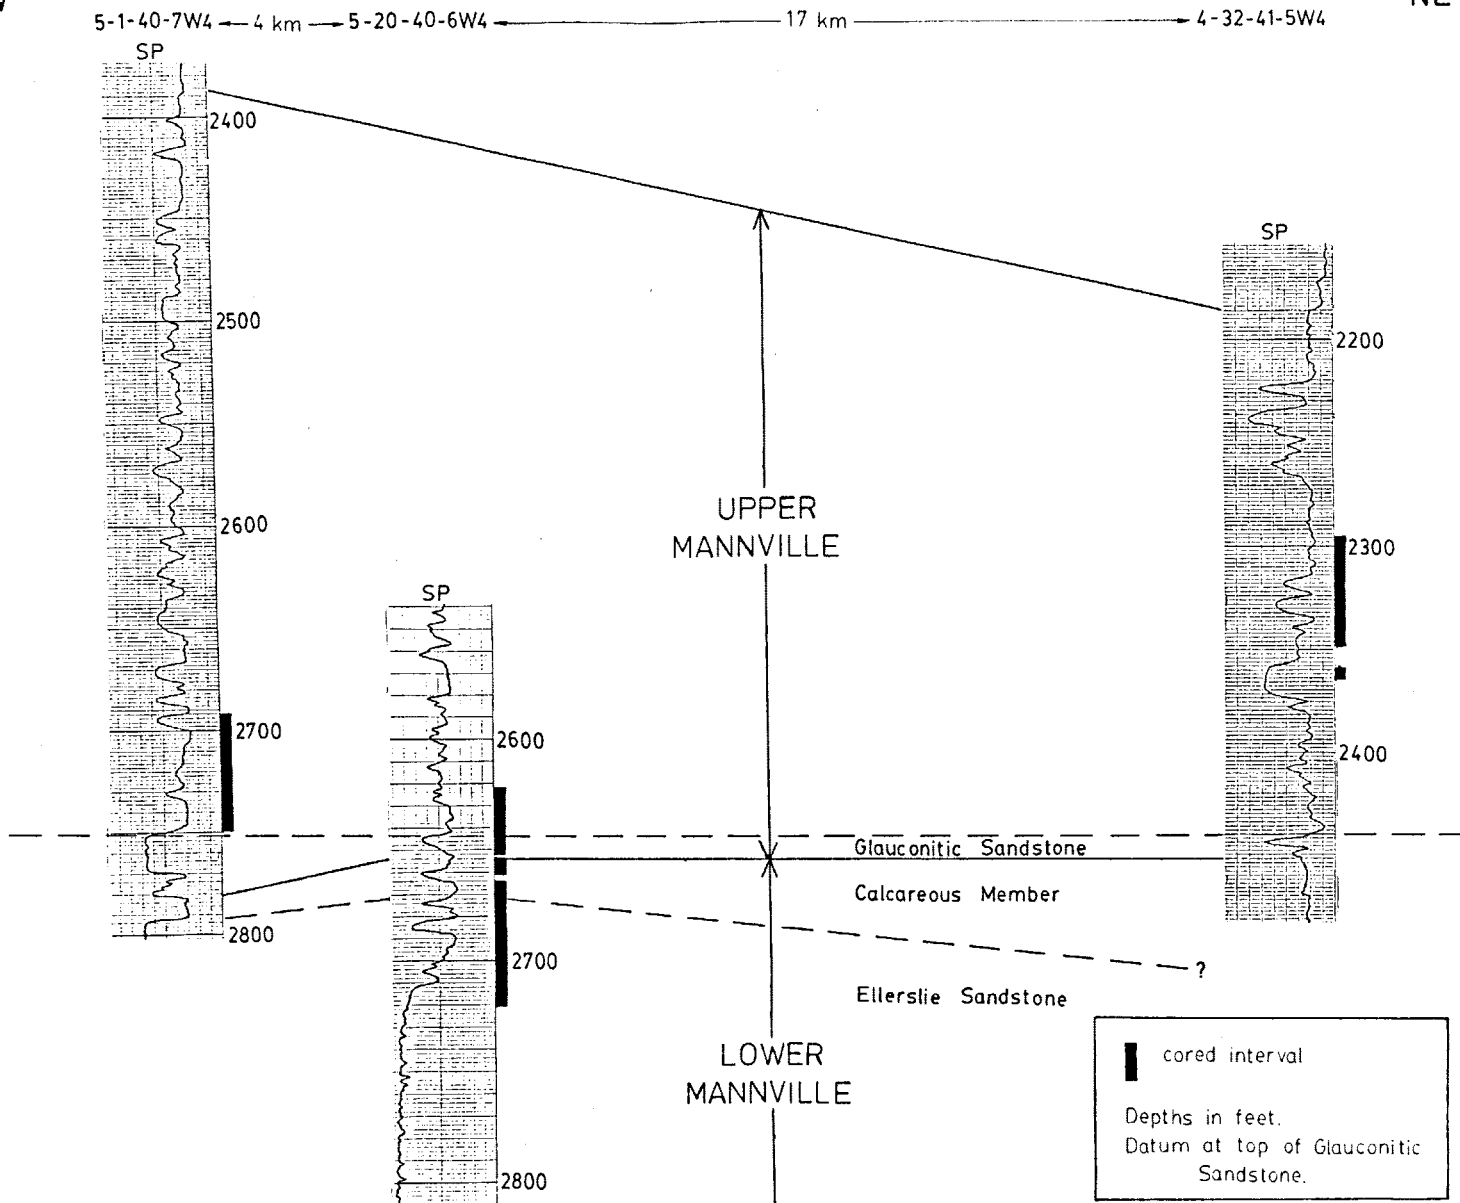 5-1-40-7W4 4 km 5-20-40-6W4 17 km 4-32-41-5W4
SP
2400
2500
2600
2700
2800
SP
2600
2700
2800
SP
2200
2300
2400
UPPER
MANNVILLE
Glauconitic Sandstone
Calcareous Member
?
Ellerslie Sandstone
LOWER
MANNVILLE
cored interval
Depths in feet.
Datum at top of Glauconitic
Sandstone.